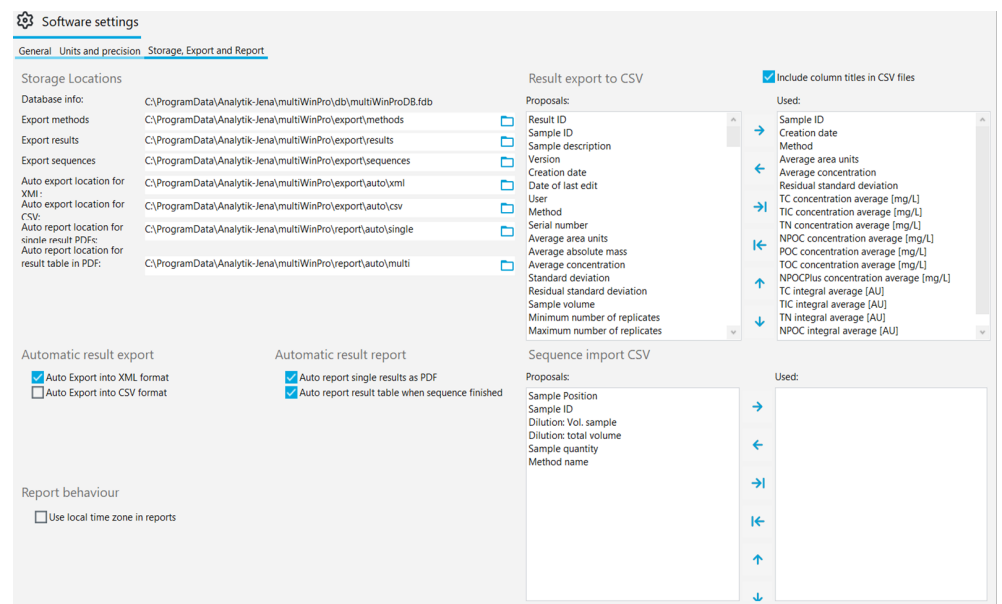 Software settings
General Units and precision Storage, Export and Report
Storage Locations
Database info: C:\ProgramData\Analytik-Jena\multiWinPro\db\multiWinProDB.fdb
Export methods C:\ProgramData\Analytik-Jena\multiWinPro\export\methods
Export results C:\ProgramData\Analytik-Jena\multiWinPro\export\results
Export sequences C:\ProgramData\Analytik-Jena\multiWinPro\export\sequences
Auto export location for
XML: C:\ProgramData\Analytik-Jena\multiWinPro\export\auto\xml
Auto export location for
CSV: C:\ProgramData\Analytik-Jena\multiWinPro\export\auto\csv
Auto report location for
single result PDFs: C:\ProgramData\Analytik-Jena\multiWinPro\report\auto\single
Auto report location for
result table in PDF: C:\ProgramData\Analytik-Jena\multiWinPro\report\auto\multi
Automatic result export
Auto Export into XML format
Auto Export into CSV format
Automatic result report
Auto report single results as PDF
Auto report result table when sequence finished
Report behaviour
Use local time zone in reports
Result export to CSV
Include column titles in CSV files
Proposals:
Result ID
Sample ID
Sample description
Version
Creation date
Date of last edit
User
Method
Serial number
Average area units
Average absolute mass
Average concentration
Standard deviation
Residual standard deviation
Sample volume
Minimum number of replicates
Maximum number of replicates
Used:
Sample ID
Creation date
Method
Average area units
Average concentration
Residual standard deviation
TC concentration average [mg/L]
TIC concentration average [mg/L]
TN concentration average [mg/L]
NPOC concentration average [mg/L]
POC concentration average [mg/L]
TOC concentration average [mg/L]
NPOCPlus concentration average [mg/L]
TC integral average [AU]
TIC integral average [AU]
TN integral average [AU]
NPOC integral average [AU]
Sequence import CSV
Proposals:
Sample Position
Sample ID
Dilution: Vol. sample
Dilution: total volume
Sample quantity
Method name
Used: